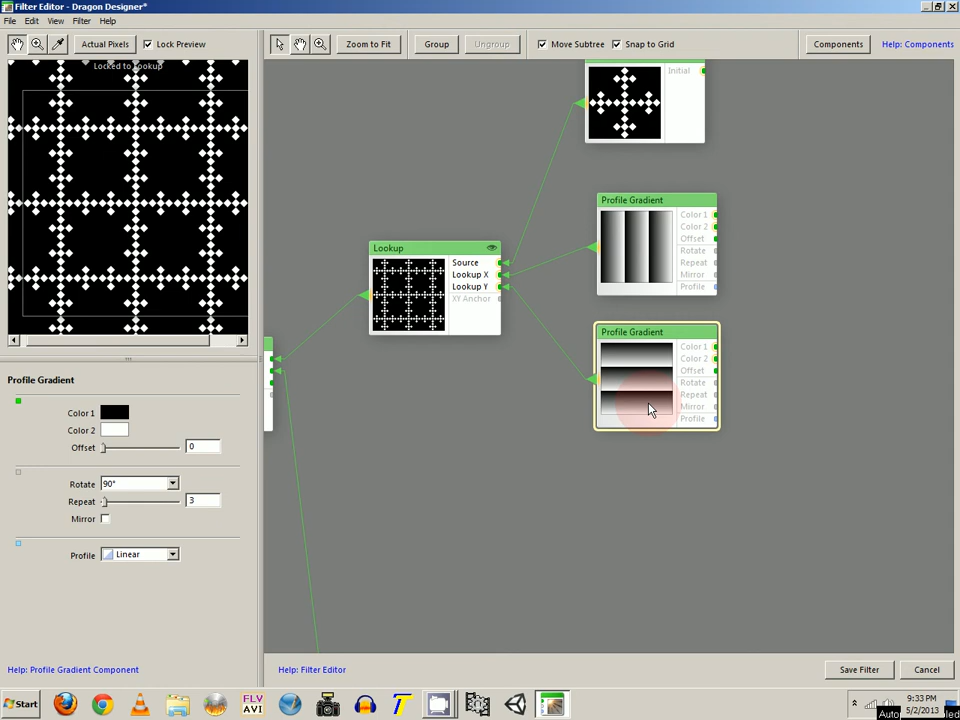 Filter Editor - Dragon Designer*
File Edit View Filter Help
Actual Pixels Lock Preview Zoom to Fit Group Ungroup Move Subtree Snap to Grid Components Help: Components
Locked to Lookup
Initial
Profile Gradient
Color 1
Color 2
Offset
Rotate
Repeat
Mirror
Profile
Lookup
Source
Lookup X
Lookup Y
XY Anchor
Profile Gradient
Color 1
Color 2
Offset
Rotate
Repeat
Mirror
Profile
Profile Gradient
Color 1
Color 2
Offset 0
Rotate 90°
Repeat 3
Mirror
Profile Linear
Help: Profile Gradient Component Help: Filter Editor Save Filter Cancel
Start FLV AVI 9:33 PM
5/2/2013